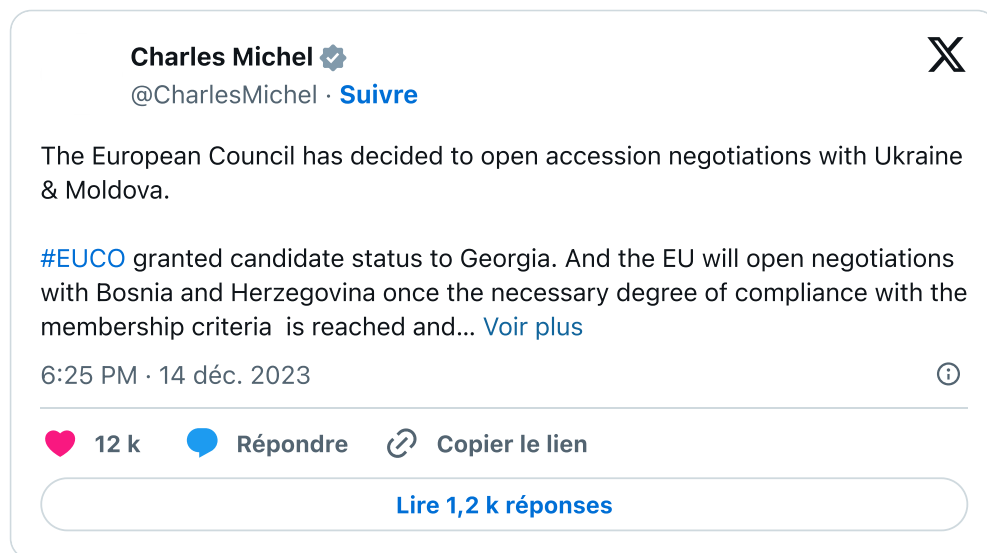 Charles Michel
@CharlesMichel · Suivre
The European Council has decided to open accession negotiations with Ukraine
& Moldova.
#EUCO granted candidate status to Georgia. And the EU will open negotiations
with Bosnia and Herzegovina once the necessary degree of compliance with the
membership criteria  is reached and... Voir plus
6:25 PM · 14 déc. 2023
12 k Répondre Copier le lien
Lire 1,2 k réponses